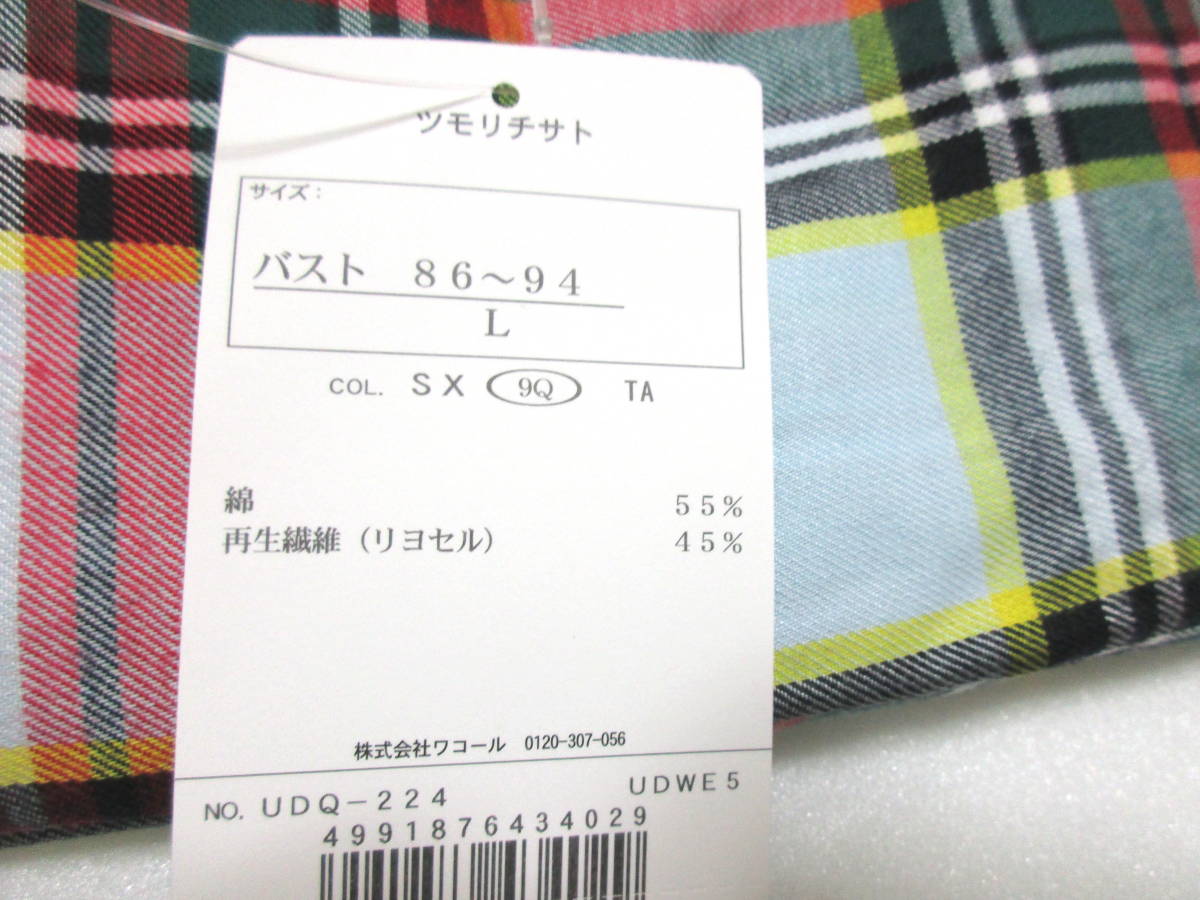 ツモリチサト
サイズ：
バスト 86～94
L
COL. SX 9Q TA
綿 55%
再生繊維（リヨセル） 45%
株式会社ワコール 0120-307-056
NO. UDQ-224 UDWE5
4991876434029